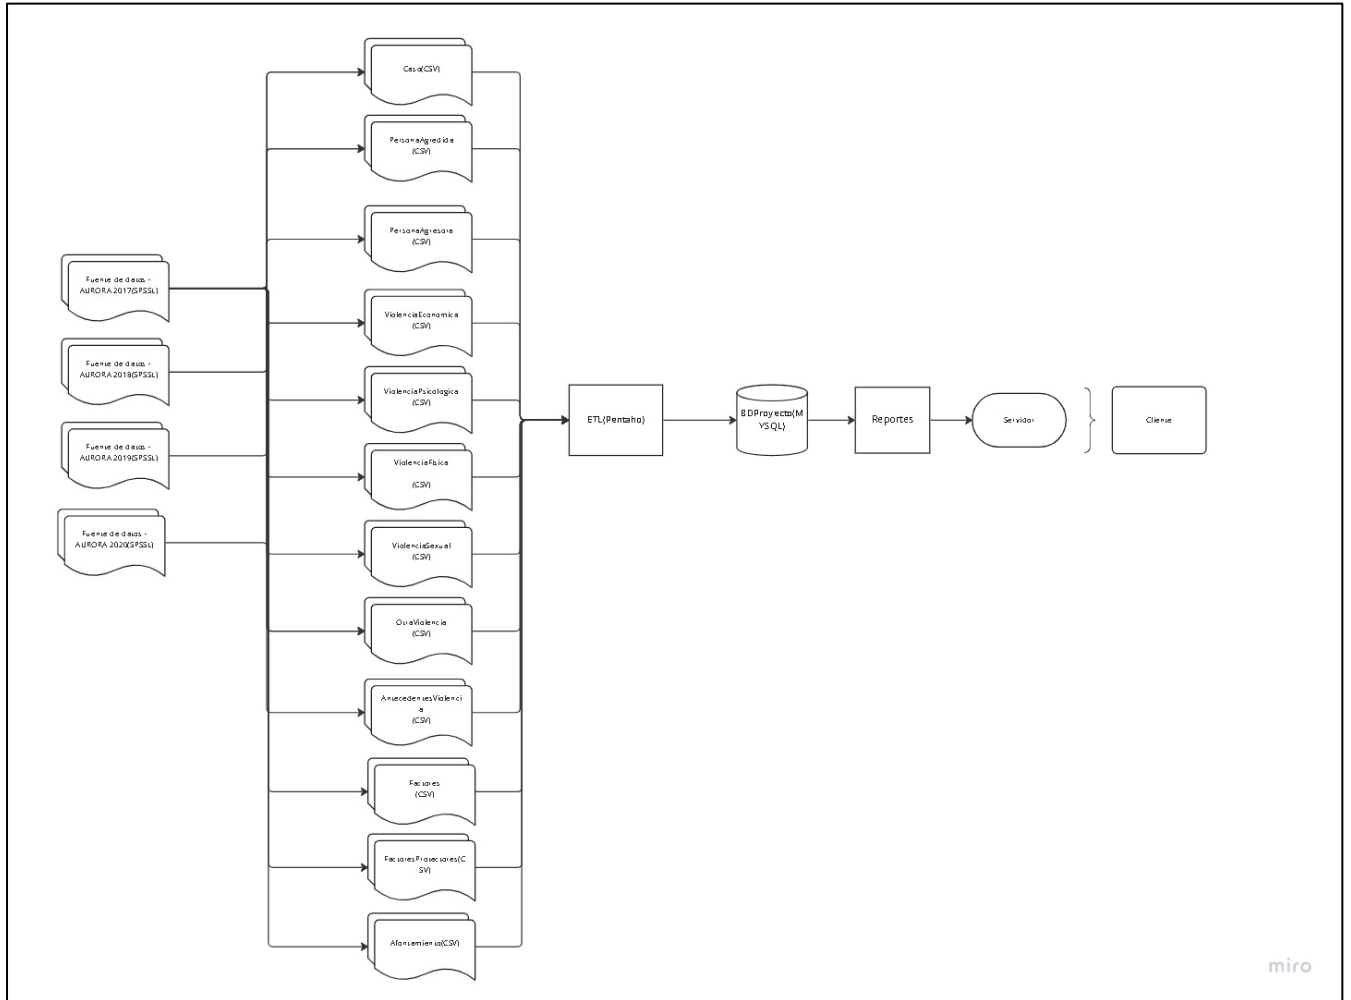 Caso(CSV)
PersonaAgredida
(CSV)
PersonaAgresora
(CSV)
Fuente de datos -
AURORA 2017(SPSSL)
ViolenciaEconomica
(CSV)
Fuente de datos -
AURORA 2018(SPSSL)
ViolenciaPsicologica
(CSV)
ETL(Pentaho)
BDProyecto(M
YSQL)
Reportes
Servidor
Cliente
Fuente de datos -
AURORA 2019(SPSSL)
ViolenciaFisica
(CSV)
Fuente de datos -
AURORA 2020(SPSSL)
ViolenciaSexual
(CSV)
OtraViolencia
(CSV)
AntecedentesViolenci
a
(CSV)
Factores
(CSV)
FactoresProtectores(C
SV)
Afontamiento(CSV)
miro